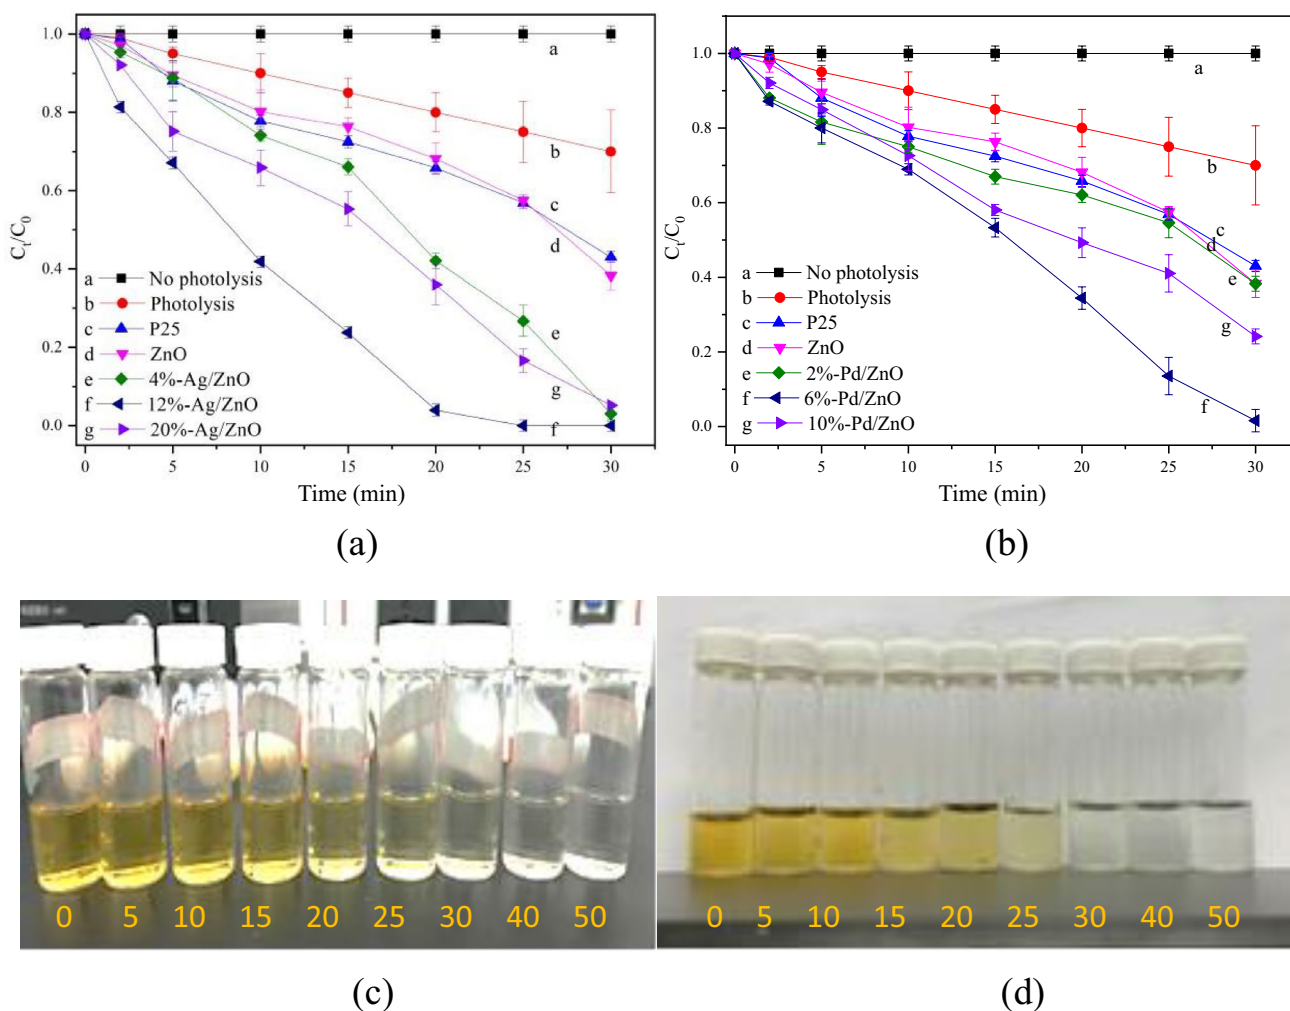 1.0
0.8
0.6
0.4
0.2
0.0
Ct/C0
0 5 10 15 20 25 30
Time (min)
a
b
c
d
e
g
f
a No photolysis
b Photolysis
c P25
d ZnO
e 4%-Ag/ZnO
f 12%-Ag/ZnO
g 20%-Ag/ZnO
(a)
1.0
0.8
0.6
0.4
0.2
0.0
Ct/C0
0 5 10 15 20 25 30
Time (min)
a
b
c
d
e
g
f
a No photolysis
b Photolysis
c P25
d ZnO
e 2%-Pd/ZnO
f 6%-Pd/ZnO
g 10%-Pd/ZnO
(b)
0 5 10 15 20 25 30 40 50
(c)
0 5 10 15 20 25 30 40 50
(d)